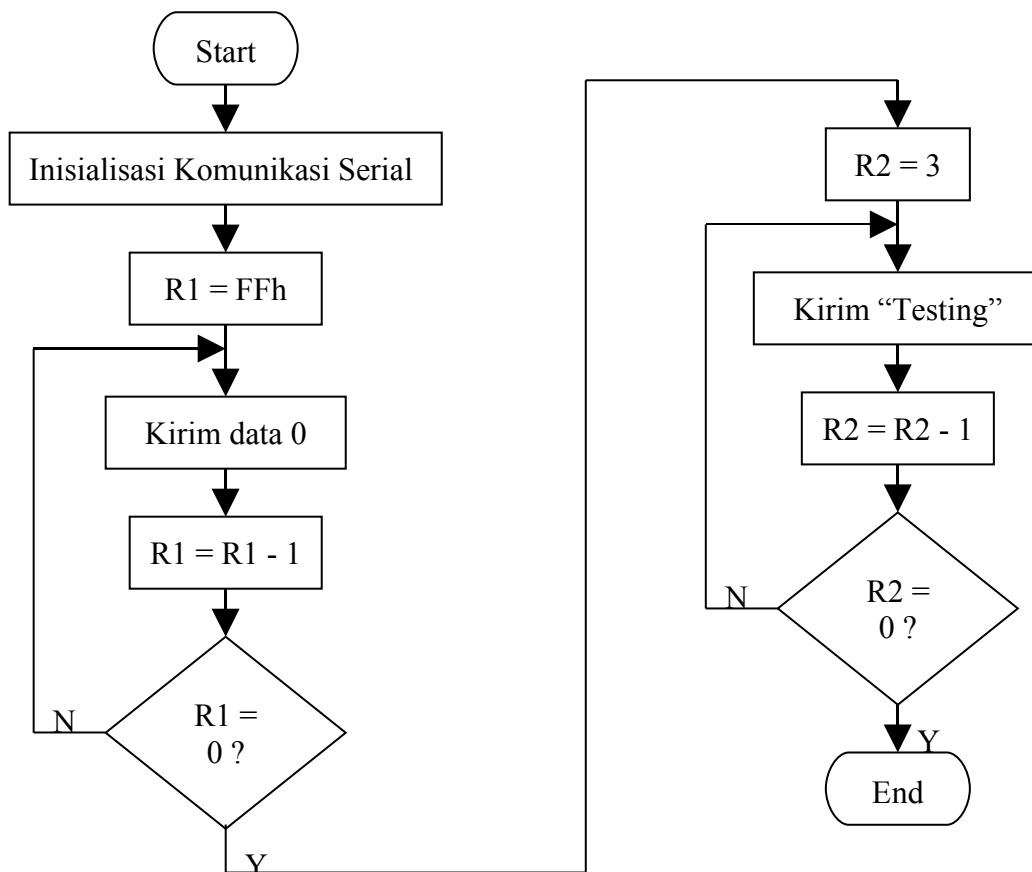 Start
Inisialisasi Komunikasi Serial
R1 = FFh
Kirim data 0
R1 = R1 - 1
R1 =
0 ?
N
Y
R2 = 3
Kirim “Testing”
R2 = R2 - 1
R2 =
0 ?
N
Y
End